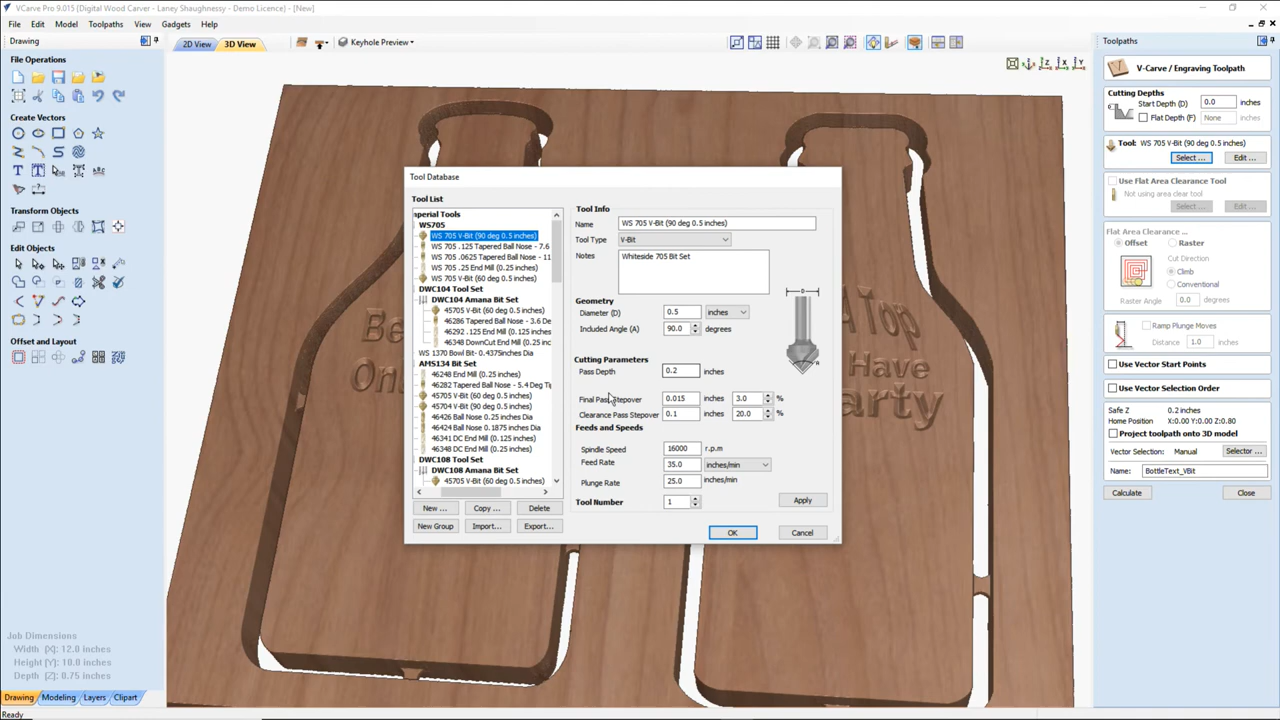 VCarve Pro 9.015 {Digital Wood Carver - Laney Shaughnessy - Demo Licence} - [New]
File Edit Model Toolpaths View Gadgets Help
Drawing
2D View 3D View Keyhole Preview
Toolpaths
File Operations
Create Vectors
Transform Objects
Edit Objects
Offset and Layout
Job Dimensions
Width (X): 12.0 inches
Height (Y): 10.0 inches
Depth (Z): 0.75 inches
Drawing Modeling Layers Clipart
Ready
Be
On
A Top
Have
arty
Tool Database
Tool List
mperial Tools
WS705
WS 705 V-Bit (90 deg 0.5 inches)
WS 705 .125 Tapered Ball Nose - 7.6
WS 705 .0625 Tapered Ball Nose - 11
WS 705 .25 End Mill (0.25 inches)
WS 705 V-Bit (60 deg 0.5 inches)
DWC104 Tool Set
DWC104 Amana Bit Set
45705 V-Bit (60 deg 0.5 inches)
46286 Tapered Ball Nose - 3.6 De
46292 .125 End Mill (0.125 inches)
46348 DownCut End Mill (0.125 inches)
WS 1370 Bowl Bit- 0.4375inches Dia
AMS134 Bit Set
46248 End Mill (0.25 inches)
46282 Tapered Ball Nose - 5.4 Deg Ti
45705 V-Bit (60 deg 0.5 inches)
45704 V-Bit (90 deg 0.5 inches)
46426 Ball Nose 0.25 inches Dia
46424 Ball Nose 0.1875 inches Dia
46341 DC End Mill (0.125 inches)
46348 DC End Mill (0.25 inches)
DWC108 Tool Set
DWC108 Amana Bit Set
45705 V-Bit (60 deg 0.5 inches)
New ... Copy ... Delete
New Group Import... Export...
Tool Info
Name WS 705 V-Bit (90 deg 0.5 inches)
Tool Type V-Bit
Notes Whiteside 705 Bit Set
Geometry
Diameter (D) 0.5 inches
Included Angle (A) 90.0 degrees
D
A
Cutting Parameters
Pass Depth 0.2 inches
Final Pass Stepover 0.015 inches 3.0 %
Clearance Pass Stepover 0.1 inches 20.0 %
Feeds and Speeds
Spindle Speed 16000 r.p.m
Feed Rate 35.0 inches/min
Plunge Rate 25.0 inches/min
Tool Number 1 Apply
OK Cancel
V-Carve / Engraving Toolpath
Cutting Depths
Start Depth (D) 0.0 inches
Flat Depth (F) None inches
Tool: WS 705 V-Bit (90 deg 0.5 inches)
Select ... Edit ...
Use Flat Area Clearance Tool
Not using area clear tool
Select ... Edit ...
Flat Area Clearance ...
Offset Raster
Cut Direction
Climb
Conventional
Raster Angle 0.0 degrees
Ramp Plunge Moves
Distance 1.0 inches
Use Vector Start Points
Use Vector Selection Order
Safe Z 0.2 inches
Home Position X:0.00 Y:0.00 Z:0.80
Project toolpath onto 3D model
Vector Selection: Manual Selector ...
Name: BottleText_VBit
Calculate Close